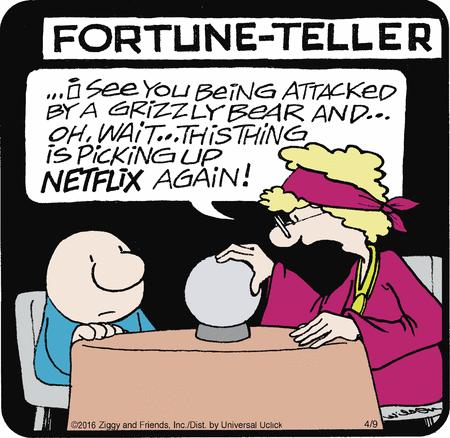 FORTUNE-TELLER
...i SEE YOU BEiNG ATTACKED
BY A GRiZZLY BEAR AND...
OH, WAiT...THiS THiNG
iS PiCKiNG UP
NETFLiX AGAiN!
WiLSON
©2016 Ziggy and Friends, Inc./Dist. by Universal Uclick
4/9